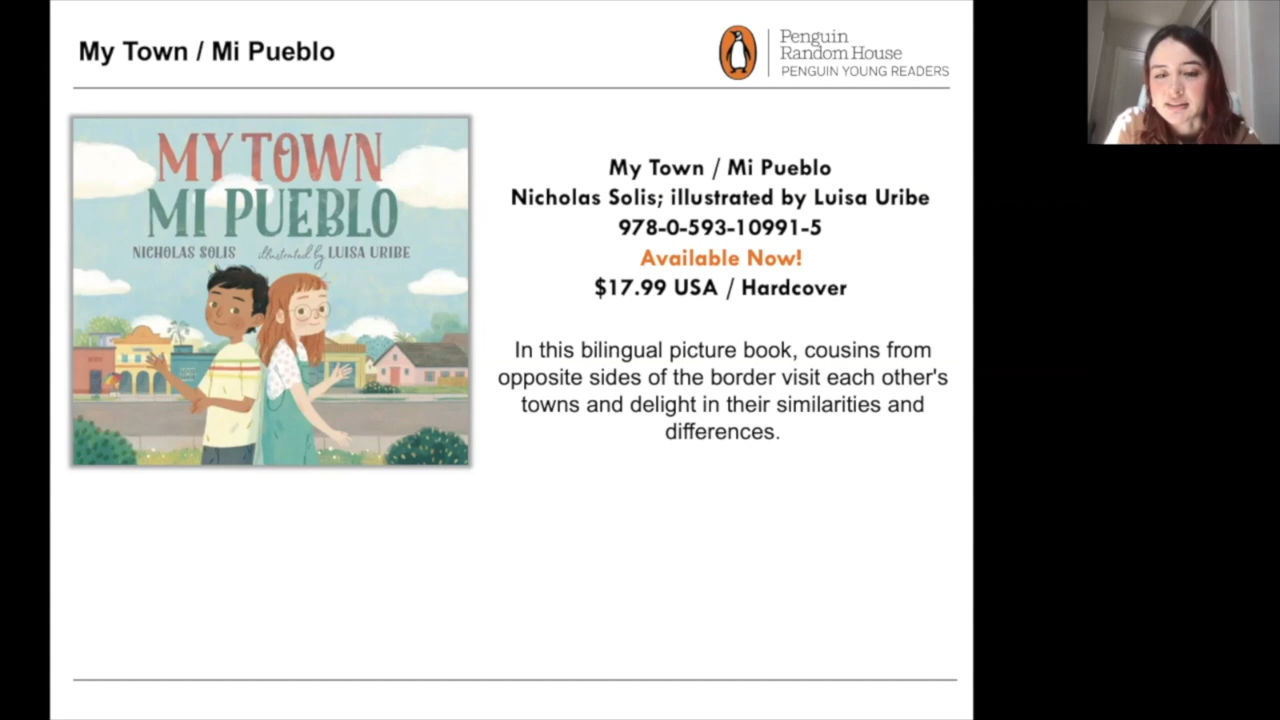 My Town / Mi Pueblo
Penguin
Random House
PENGUIN YOUNG READERS
MY TOWN
MI PUEBLO
NICHOLAS SOLIS illustrated by LUISA URIBE
My Town / Mi Pueblo
Nicholas Solis; illustrated by Luisa Uribe
978-0-593-10991-5
Available Now!
$17.99 USA / Hardcover
In this bilingual picture book, cousins from
opposite sides of the border visit each other's
towns and delight in their similarities and
differences.